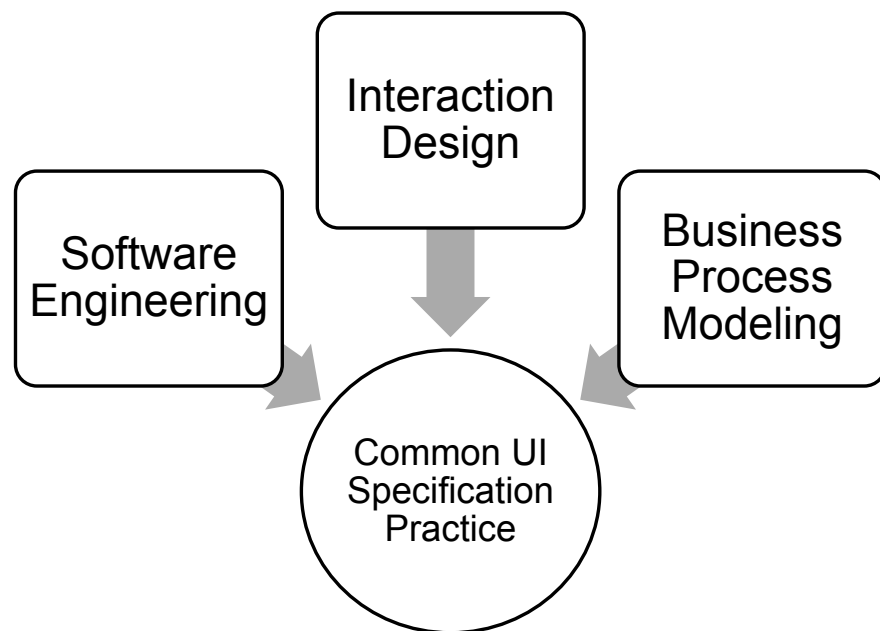 Interaction
Design
Software
Engineering
Business
Process
Modeling
Common UI
Specification
Practice